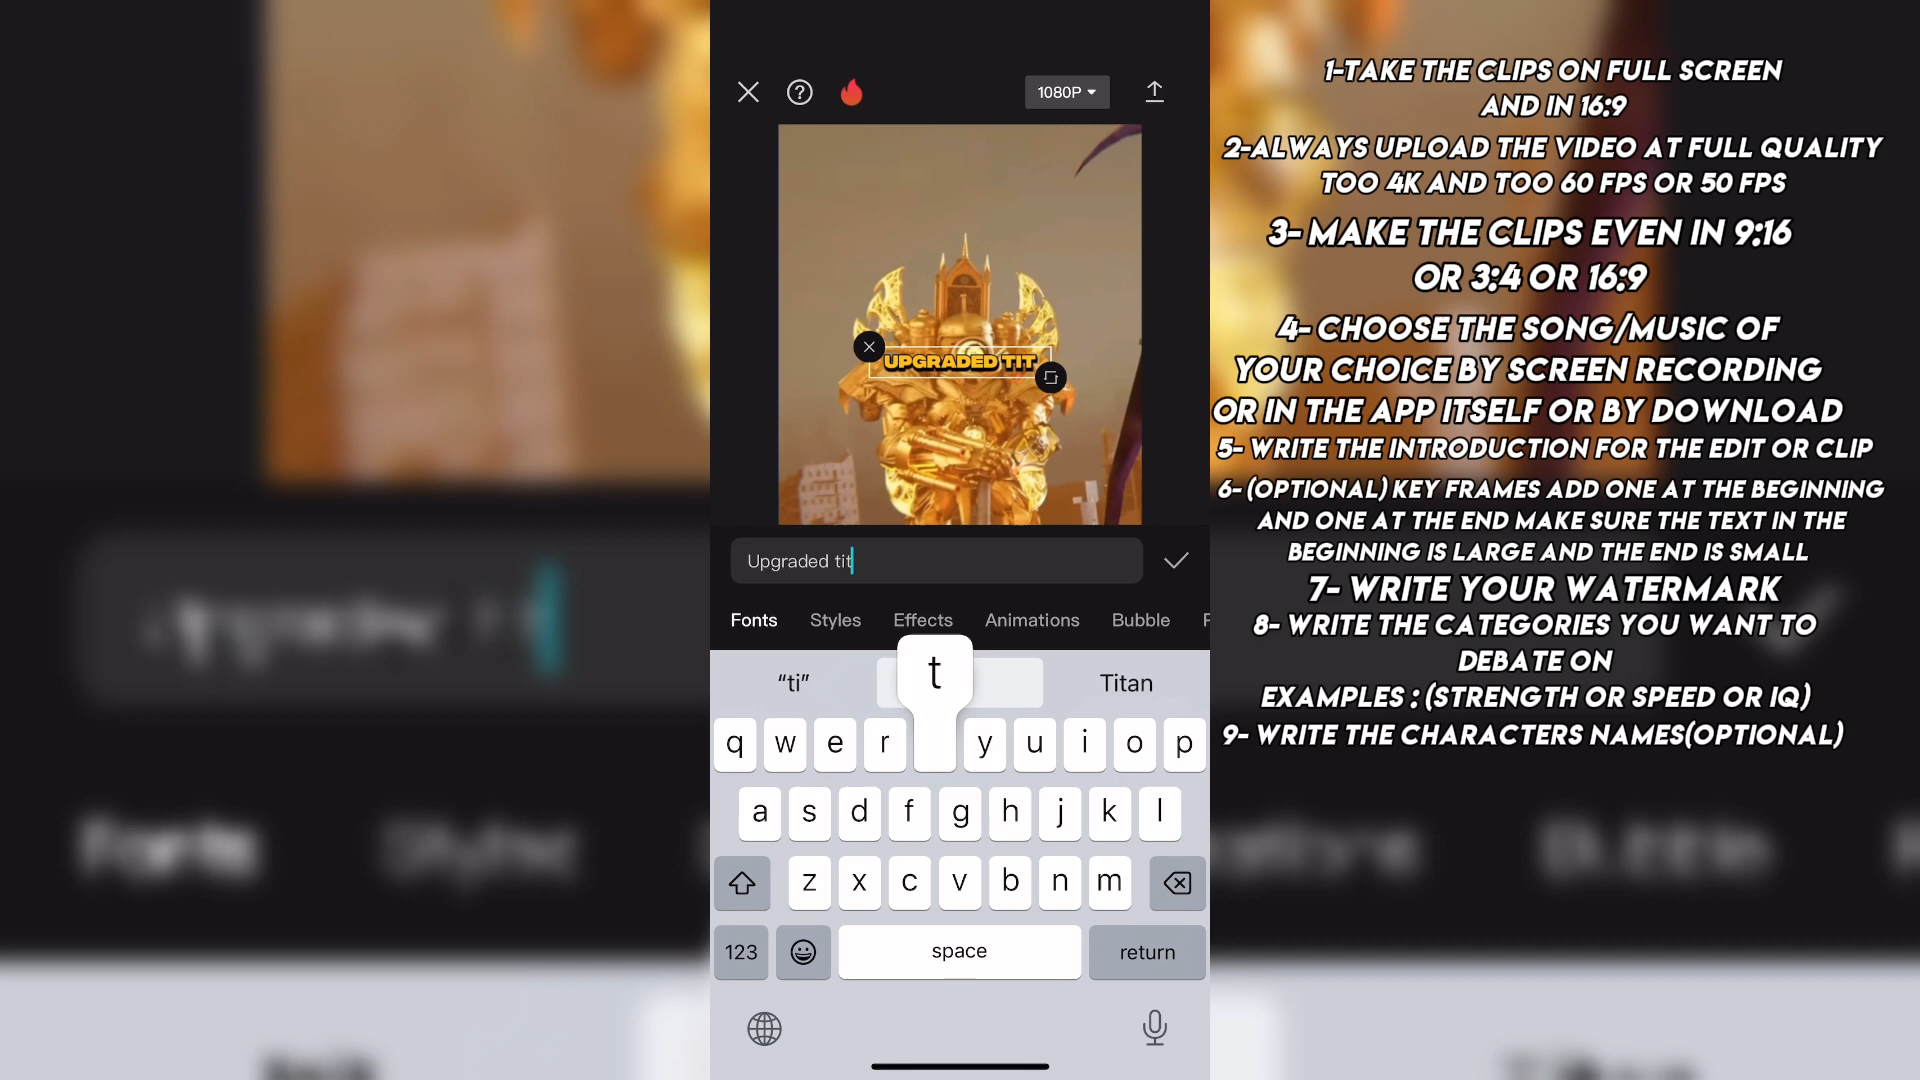 1080P
UPGRADED TIT
Upgraded tit
Fonts Styles Effects Animations Bubble
“ti” Titan
t
q w e r y u i o p
a s d f g h j k l
z x c v b n m
123 space return
1-TAKE THE CLIPS ON FULL SCREEN
AND IN 16:9
2-ALWAYS UPLOAD THE VIDEO AT FULL QUALITY
TOO 4K AND TOO 60 FPS OR 50 FPS
3- MAKE THE CLIPS EVEN IN 9:16
OR 3:4 OR 16:9
4- CHOOSE THE SONG/MUSIC OF
YOUR CHOICE BY SCREEN RECORDING
OR IN THE APP ITSELF OR BY DOWNLOAD
5- WRITE THE INTRODUCTION FOR THE EDIT OR CLIP
6- (OPTIONAL) KEY FRAMES ADD ONE AT THE BEGINNING
AND ONE AT THE END MAKE SURE THE TEXT IN THE
BEGINNING IS LARGE AND THE END IS SMALL
7- WRITE YOUR WATERMARK
8- WRITE THE CATEGORIES YOU WANT TO
DEBATE ON
EXAMPLES : (STRENGTH OR SPEED OR IQ)
9- WRITE THE CHARACTERS NAMES(OPTIONAL)
Fonts